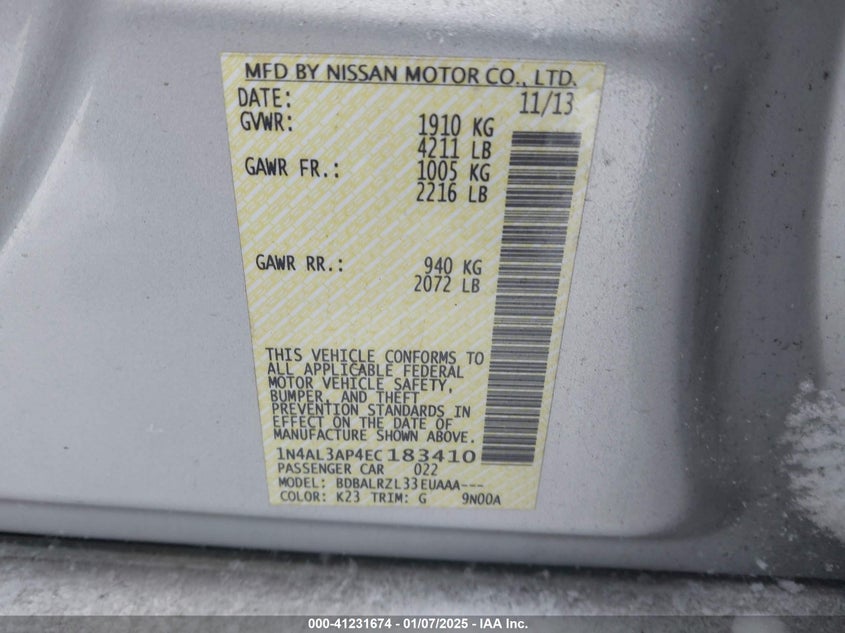 MFD BY NISSAN MOTOR CO., LTD.
DATE: 11/13
GVWR: 1910 KG
4211 LB
GAWR FR.: 1005 KG
2216 LB
GAWR RR.: 940 KG
2072 LB
THIS VEHICLE CONFORMS TO
ALL APPLICABLE FEDERAL
MOTOR VEHICLE SAFETY,
BUMPER, AND THEFT
PREVENTION STANDARDS IN
EFFECT ON THE DATE OF
MANUFACTURE SHOWN ABOVE.
1N4AL3AP4EC183410
PASSENGER CAR 022
MODEL: BDBALRZL33EUAAA---
COLOR: K23 TRIM: G 9N00A
000-41231674 | 01/07/2025 - IAA Inc.